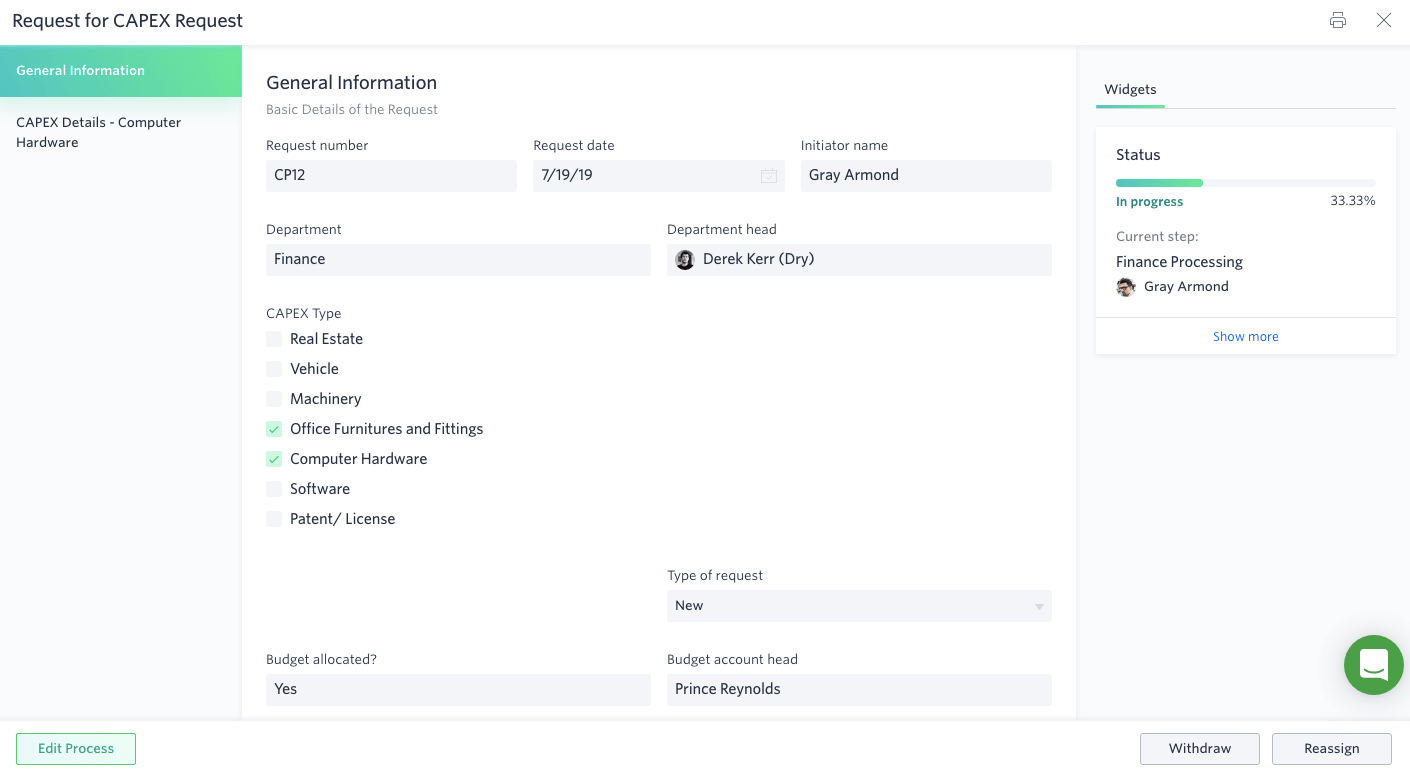 Request for CAPEX Request
General Information
CAPEX Details - Computer
Hardware
General Information
Basic Details of the Request
Request number
Request date
Initiator name
CP12
7/19/19
Gray Armond
Department
Department head
Finance
Derek Kerr (Dry)
CAPEX Type
Real Estate
Vehicle
Machinery
Office Furnitures and Fittings
Computer Hardware
Software
Patent/ License
Type of request
New
Budget allocated?
Budget account head
Yes
Prince Reynolds
Widgets
Status
In progress
33.33%
Current step:
Finance Processing
Gray Armond
Show more
Edit Process
Withdraw
Reassign